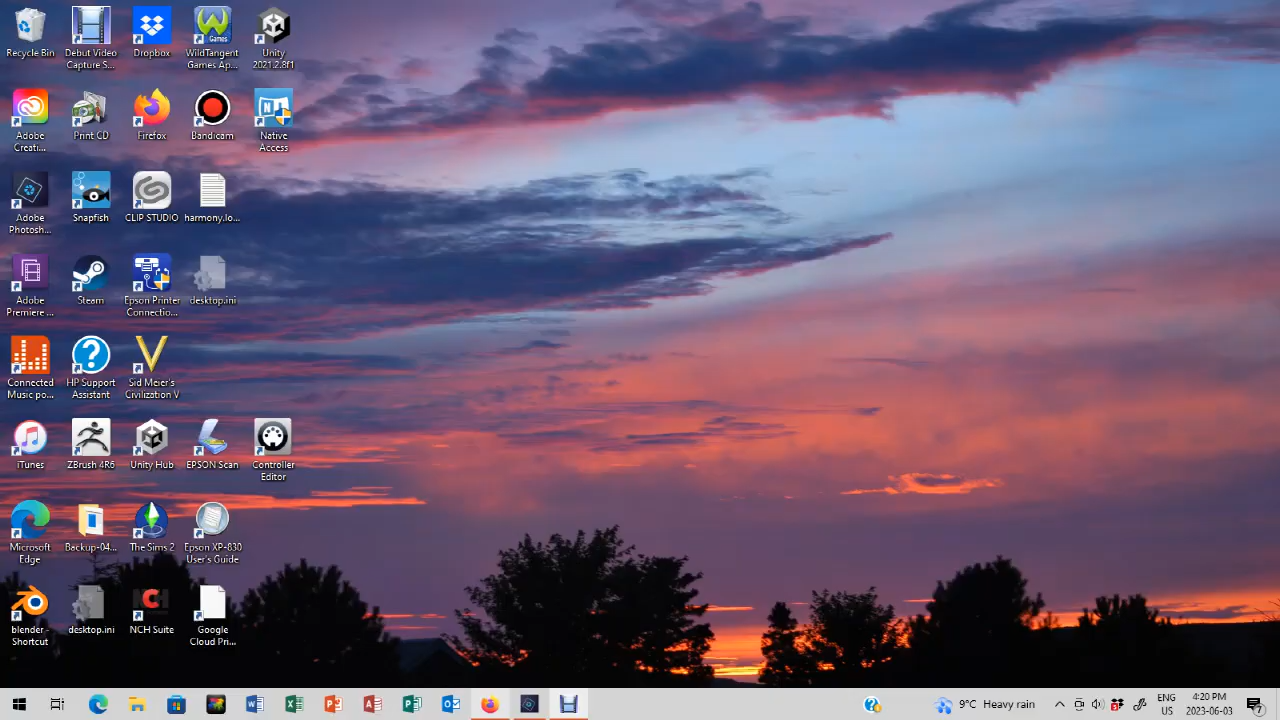 Recycle Bin
Debut Video
Capture S...
Dropbox
WildTangent
Games Ap...
Unity
2021.2.8f1
Adobe
Creati...
Print CD
Firefox
Bandicam
Native
Access
Adobe
Photosh...
Snapfish
CLIP STUDIO
harmony.lo...
Adobe
Premiere ...
Steam
Epson Printer
Connectio...
desktop.ini
Connected
Music po...
HP Support
Assistant
Sid Meier's
Civilization V
iTunes
ZBrush 4R6
Unity Hub
EPSON Scan
Controller
Editor
Microsoft
Edge
Backup-04...
The Sims 2
Epson XP-830
User's Guide
blender -
Shortcut
desktop.ini
NCH
NCH Suite
Google
Cloud Pri...
9°C Heavy rain
ENG
US
4:20 PM
2023-06-03
7